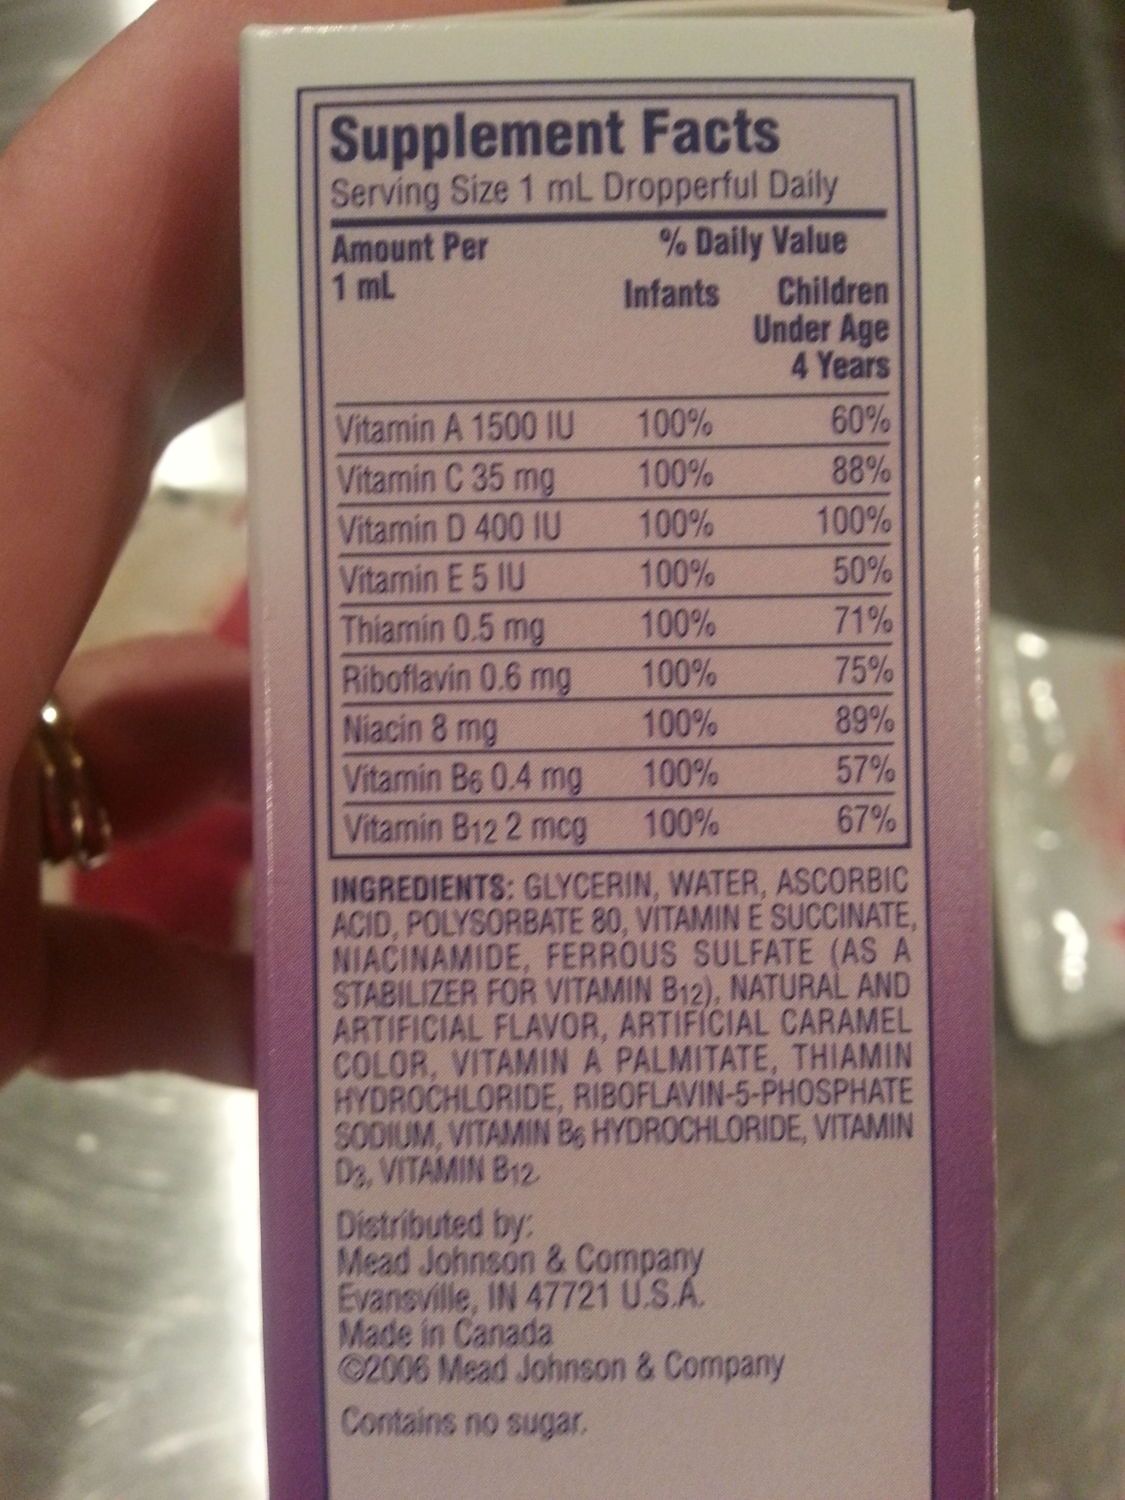 Supplement Facts
Serving Size 1 mL Dropperful Daily
Amount Per % Daily Value
1 mL Infants Children
Under Age
4 Years
Vitamin A 1500 IU 100% 60%
Vitamin C 35 mg 100% 88%
Vitamin D 400 IU 100% 100%
Vitamin E 5 IU 100% 50%
Thiamin 0.5 mg 100% 71%
Riboflavin 0.6 mg 100% 75%
Niacin 8 mg 100% 89%
Vitamin B6 0.4 mg 100% 57%
Vitamin B12 2 mcg 100% 67%
INGREDIENTS: GLYCERIN, WATER, ASCORBIC
ACID, POLYSORBATE 80, VITAMIN E SUCCINATE,
NIACINAMIDE, FERROUS SULFATE (AS A
STABILIZER FOR VITAMIN B12), NATURAL AND
ARTIFICIAL FLAVOR, ARTIFICIAL CARAMEL
COLOR, VITAMIN A PALMITATE, THIAMIN
HYDROCHLORIDE, RIBOFLAVIN-5-PHOSPHATE
SODIUM, VITAMIN B6 HYDROCHLORIDE, VITAMIN
D3, VITAMIN B12.
Distributed by:
Mead Johnson & Company
Evansville, IN 47721 U.S.A.
Made in Canada
©2006 Mead Johnson & Company
Contains no sugar.